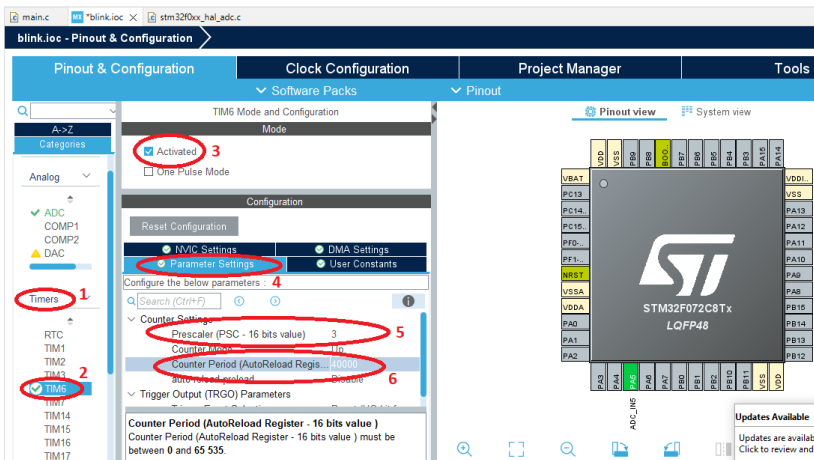 main.c
MX *blink.ioc
stm32f0xx_hal_adc.c
blink.ioc - Pinout & Configuration
Pinout & Configuration
Clock Configuration
Project Manager
Tools
Software Packs
Pinout
TIM6 Mode and Configuration
A->Z
Categories
Analog
ADC
COMP1
COMP2
DAC
Timers 1
RTC
TIM1
TIM2
TIM3
2
TIM6
TIM7
TIM14
TIM15
TIM16
TIM17
Mode
Activated 3
One Pulse Mode
Configuration
Reset Configuration
NVIC Settings
DMA Settings
Parameter Settings
User Constants
Configure the below parameters : 4
Search (Ctrl+F)
Counter Settings
Prescaler (PSC - 16 bits value) 3 5
Counter Mode Up
Counter Period (AutoReload Regis... 40000
auto-reload preload Disable 6
Trigger Output (TRGO) Parameters
Counter Period (AutoReload Register - 16 bits value )
Counter Period (AutoReload Register - 16 bits value ) must be
between 0 and 65 535.
Pinout view
System view
VDD
VSS
PB9
PB8
BOO..
PB7
PB6
PB5
PB4
PB3
PA15
PA14
VBAT
PC13
PC14..
PC15..
PF0-..
PF1-..
NRST
VSSA
VDDA
PA0
PA1
PA2
STM32F072C8Tx
LQFP48
VDDI..
VSS
PA13
PA12
PA11
PA10
PA9
PA8
PB15
PB14
PB13
PB12
PA3
PA4
PA5
PA6
PA7
PB0
PB1
PB2
PB10
PB11
VSS
VDD
ADC_IN5
Updates Available
Updates are availab
Click to review and